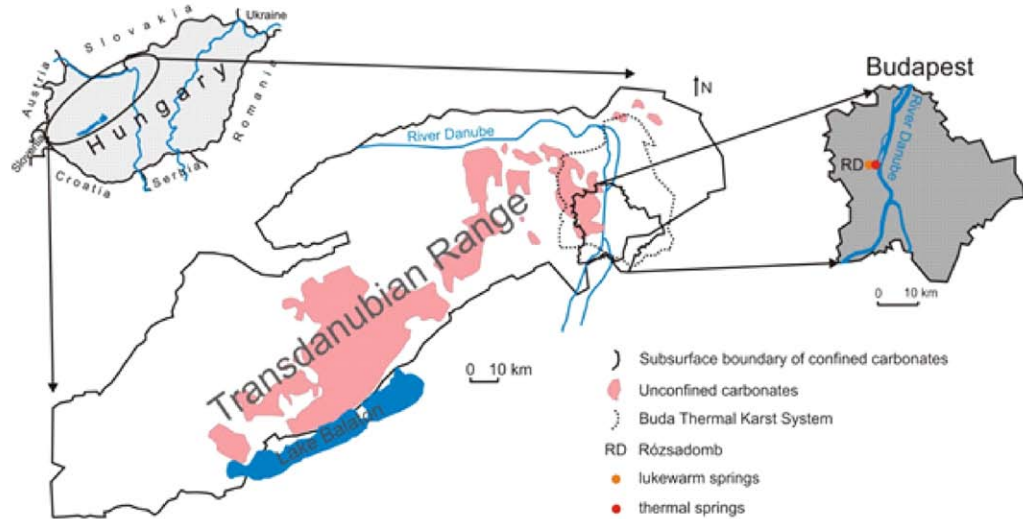 Slovakia
Ukraine
Austria
Hungary
Romania
Slovenia
Croatia
Serbia
N
River Danube
Transdanubian Range
Lake Balaton
0 10 km
Budapest
River Danube
RD
0 10 km
Subsurface boundary of confined carbonates
Unconfined carbonates
Buda Thermal Karst System
RD Rózsadomb
lukewarm springs
thermal springs